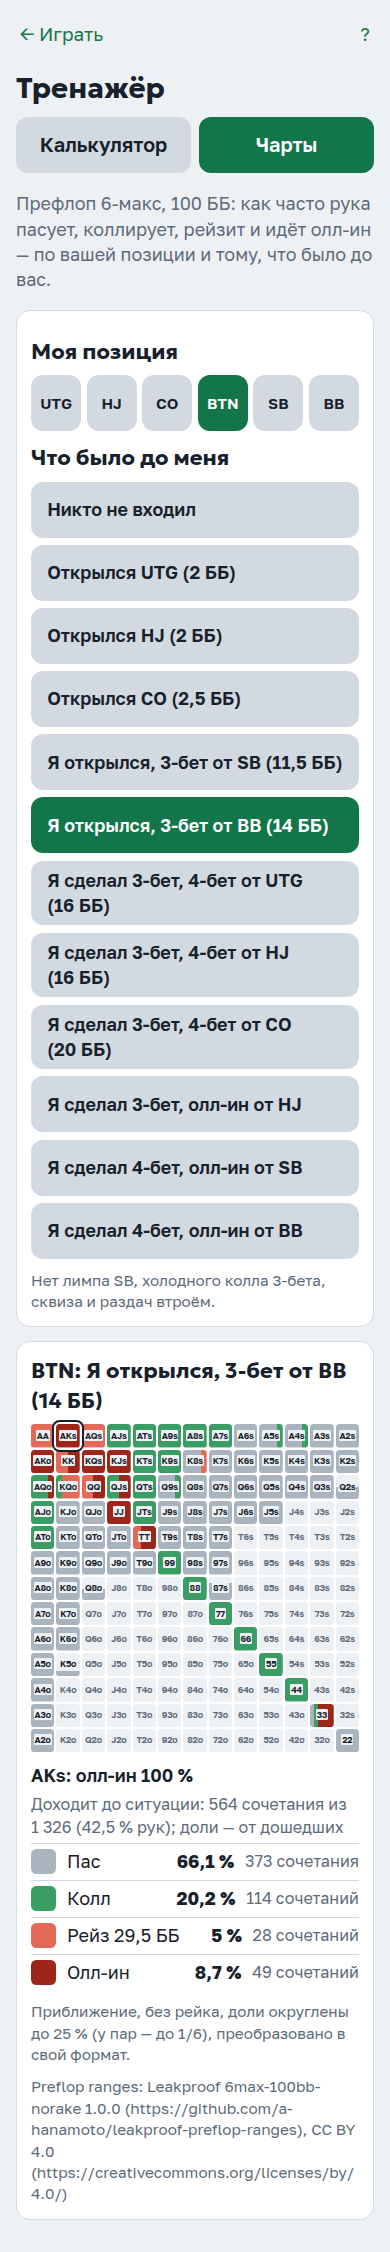 ← Играть
?
Тренажёр
Калькулятор
Чарты
Префлоп 6-макс, 100 ББ: как часто рука
пасует, коллирует, рейзит и идёт олл-ин
— по вашей позиции и тому, что было до
вас.
Моя позиция
UTG HJ CO BTN SB BB
Что было до меня
Никто не входил
Открылся UTG (2 ББ)
Открылся HJ (2 ББ)
Открылся CO (2,5 ББ)
Я открылся, 3-бет от SB (11,5 ББ)
Я открылся, 3-бет от BB (14 ББ)
Я сделал 3-бет, 4-бет от UTG
(16 ББ)
Я сделал 3-бет, 4-бет от HJ
(16 ББ)
Я сделал 3-бет, 4-бет от CO
(20 ББ)
Я сделал 3-бет, олл-ин от HJ
Я сделал 4-бет, олл-ин от SB
Я сделал 4-бет, олл-ин от BB
Нет лимпа SB, холодного колла 3-бета,
сквиза и раздач втроём.
BTN: Я открылся, 3-бет от BB
(14 ББ)
AA AKs AQs AJs ATs A9s A8s A7s A6s A5s A4s A3s A2s
AKo KK KQs KJs KTs K9s K8s K7s K6s K5s K4s K3s K2s
AQo KQo QQ QJs QTs Q9s Q8s Q7s Q6s Q5s Q4s Q3s Q2s
AJo KJo QJo JJ JTs J9s J8s J7s J6s J5s J4s J3s J2s
ATo KTo QTo JTo TT T9s T8s T7s T6s T5s T4s T3s T2s
A9o K9o Q9o J9o T9o 99 98s 97s 96s 95s 94s 93s 92s
A8o K8o Q8o J8o T8o 98o 88 87s 86s 85s 84s 83s 82s
A7o K7o Q7o J7o T7o 97o 87o 77 76s 75s 74s 73s 72s
A6o K6o Q6o J6o T6o 96o 86o 76o 66 65s 64s 63s 62s
A5o K5o Q5o J5o T5o 95o 85o 75o 65o 55 54s 53s 52s
A4o K4o Q4o J4o T4o 94o 84o 74o 64o 54o 44 43s 42s
A3o K3o Q3o J3o T3o 93o 83o 73o 63o 53o 43o 33 32s
A2o K2o Q2o J2o T2o 92o 82o 72o 62o 52o 42o 32o 22
AKs: олл-ин 100 %
Доходит до ситуации: 564 сочетания из
1 326 (42,5 % рук); доли — от дошедших
Пас 66,1 % 373 сочетания
Колл 20,2 % 114 сочетаний
Рейз 29,5 ББ 5 % 28 сочетаний
Олл-ин 8,7 % 49 сочетаний
Приближение, без рейка, доли округлены
до 25 % (у пар — до 1/6), преобразовано в
свой формат.
Preflop ranges: Leakproof 6max-100bb-
norake 1.0.0 (https://github.com/a-
hanamoto/leakproof-preflop-ranges), CC BY
4.0
(https://creativecommons.org/licenses/by/
4.0/)